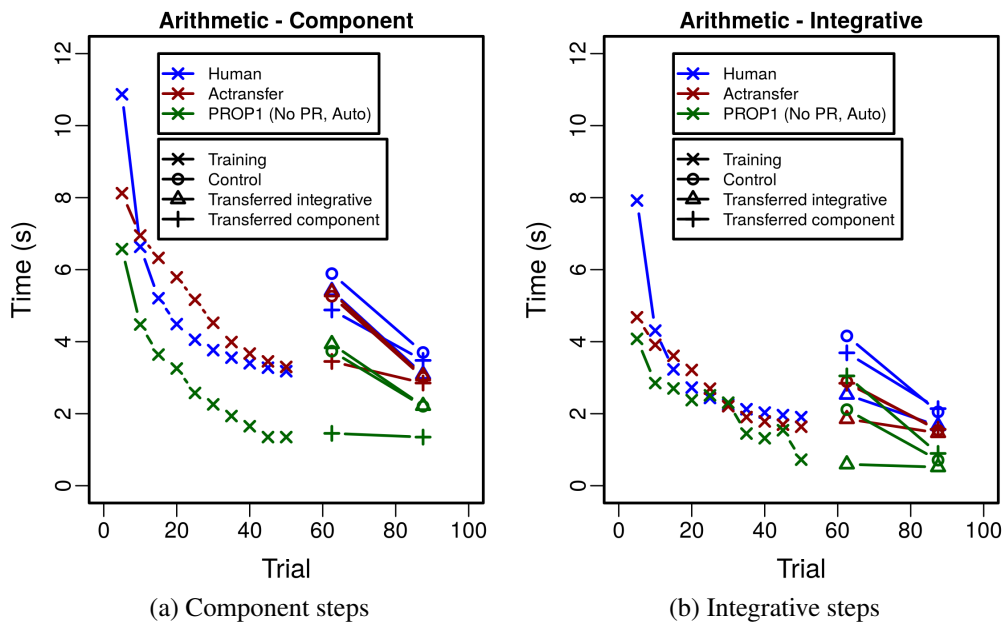 Arithmetic - Component
Time (s)
12
10
8
6
4
2
0
Human
Actransfer
PROP1 (No PR, Auto)
Training
Control
Transferred integrative
Transferred component
0 20 40 60 80 100
Trial
(a) Component steps
Arithmetic - Integrative
Time (s)
12
10
8
6
4
2
0
Human
Actransfer
PROP1 (No PR, Auto)
Training
Control
Transferred integrative
Transferred component
0 20 40 60 80 100
Trial
(b) Integrative steps